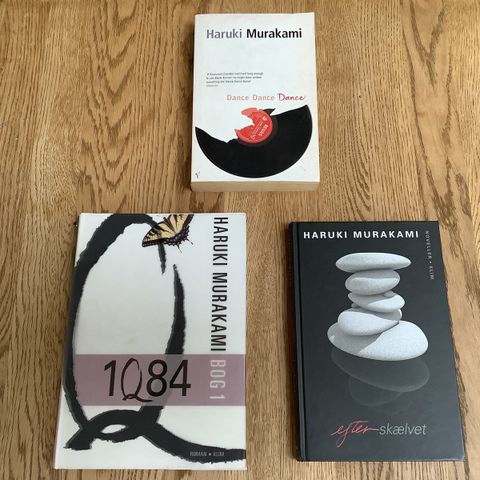 Haruki Murakami
Dance Dance Dance
HARUKI MURAKAMI BOG 1
1Q84
ROMAN • KLIM
HARUKI MURAKAMI
NOVELLER • KLIM
efter skælvet